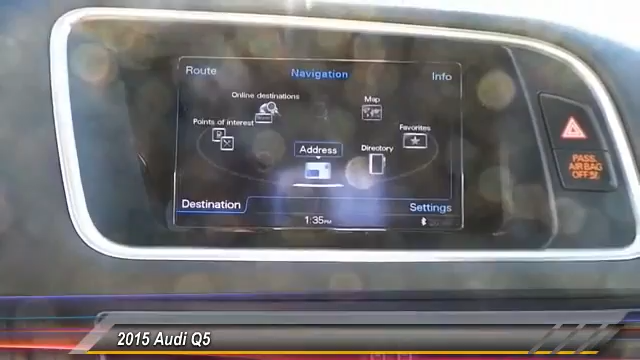 Route
Navigation
Info
Online destinations
Map
Points of interest
Favorites
Address
Directory
Destination
Settings
1:35PM
PASS.
AIR BAG
OFF
2015 Audi Q5